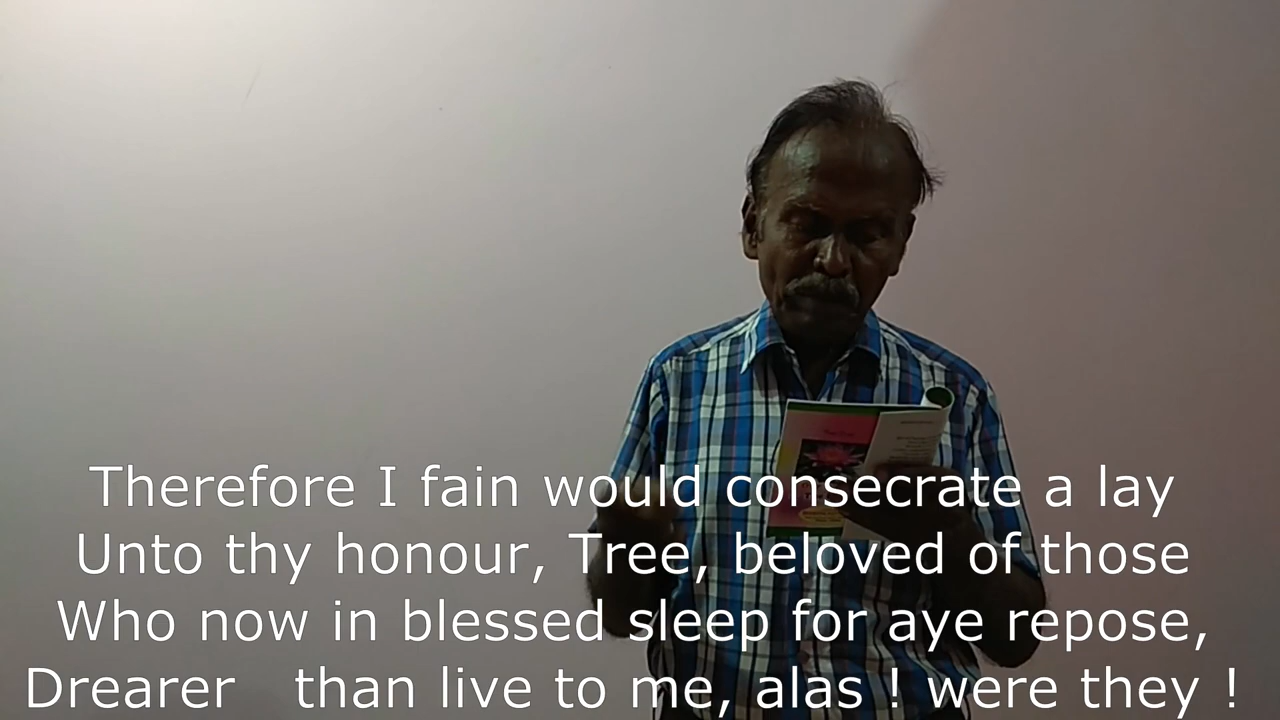 Therefore I fain would consecrate a lay
Unto thy honour, Tree, beloved of those
Who now in blessed sleep for aye repose,
Drearer than live to me, alas ! were they !